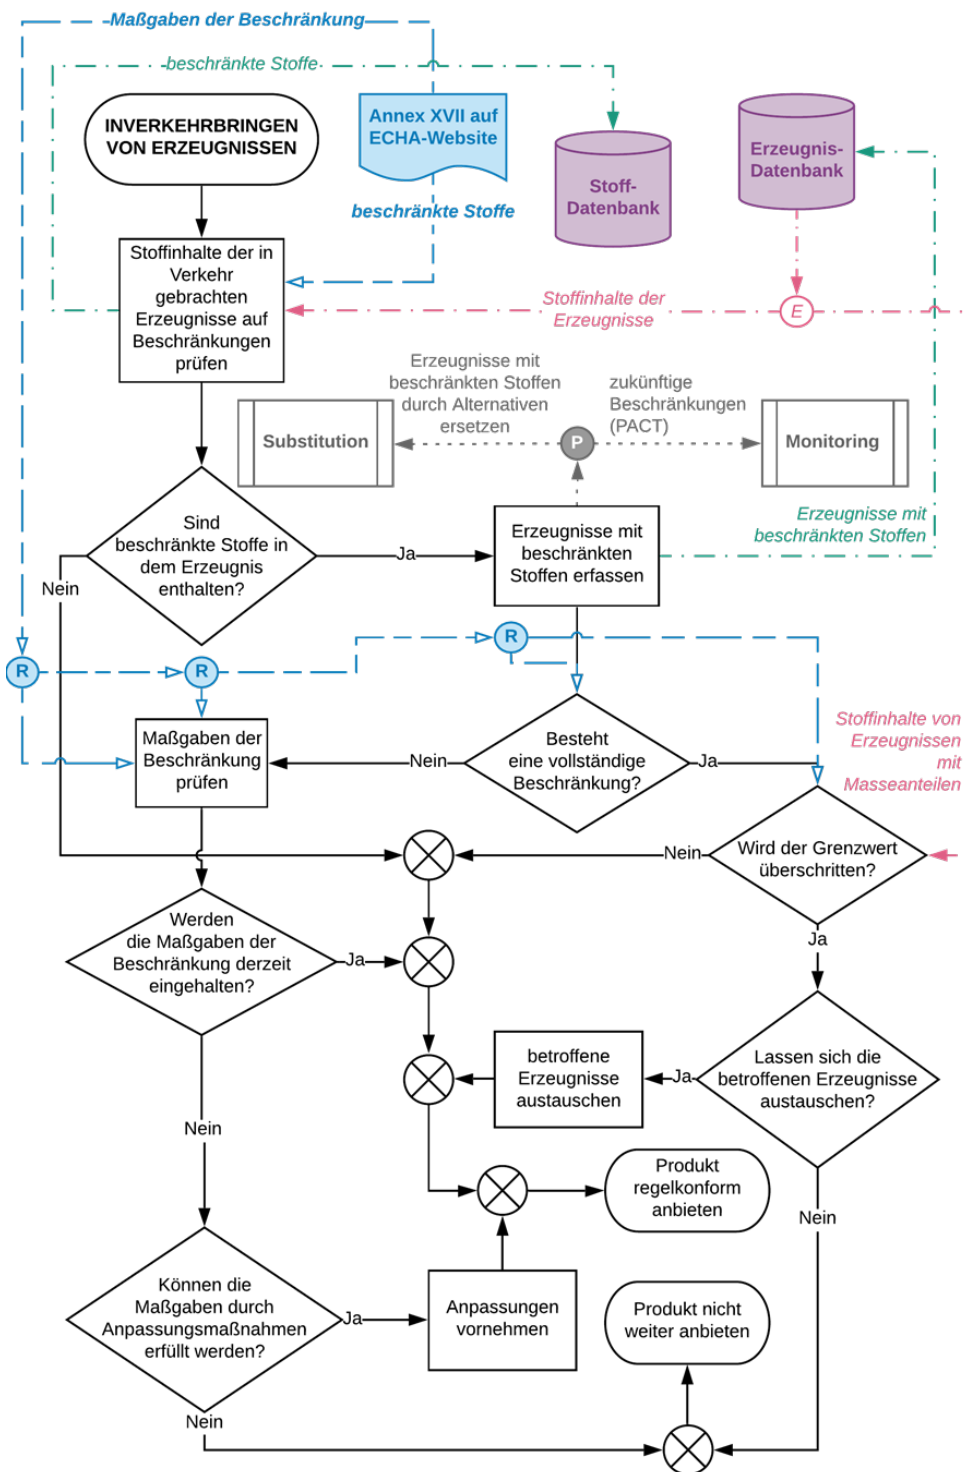 Maßgaben der Beschränkung
beschränkte Stoffe
INVERKEHRBRINGEN
VON ERZEUGNISSEN
Annex XVII auf
ECHA-Website
Stoff-
Datenbank
Erzeugnis-
Datenbank
beschränkte Stoffe
Stoffinhalte der in
Verkehr
gebrachten
Erzeugnisse auf
Beschränkungen
prüfen
Stoffinhalte der
Erzeugnisse
E
Erzeugnisse mit
beschränkten Stoffen
durch Alternativen
ersetzen
zukünftige
Beschränkungen
(PACT)
Substitution
P
Monitoring
Sind
beschränkte Stoffe in
dem Erzeugnis
enthalten?
Ja
Nein
Erzeugnisse mit
beschränkten
Stoffen erfassen
Erzeugnisse mit
beschränkten Stoffen
R
R
R
Maßgaben der
Beschränkung
prüfen
Nein
Besteht
eine vollständige
Beschränkung?
Ja
Stoffinhalte von
Erzeugnissen
mit
Masseanteilen
Nein
Wird der Grenzwert
überschritten?
Ja
Werden
die Maßgaben der
Beschränkung derzeit
eingehalten?
Ja
Nein
betroffene
Erzeugnisse
austauschen
Ja
Lassen sich die
betroffenen Erzeugnisse
austauschen?
Nein
Produkt
regelkonform
anbieten
Können die
Maßgaben durch
Anpassungsmaßnahmen
erfüllt werden?
Ja
Anpassungen
vornehmen
Produkt nicht
weiter anbieten
Nein